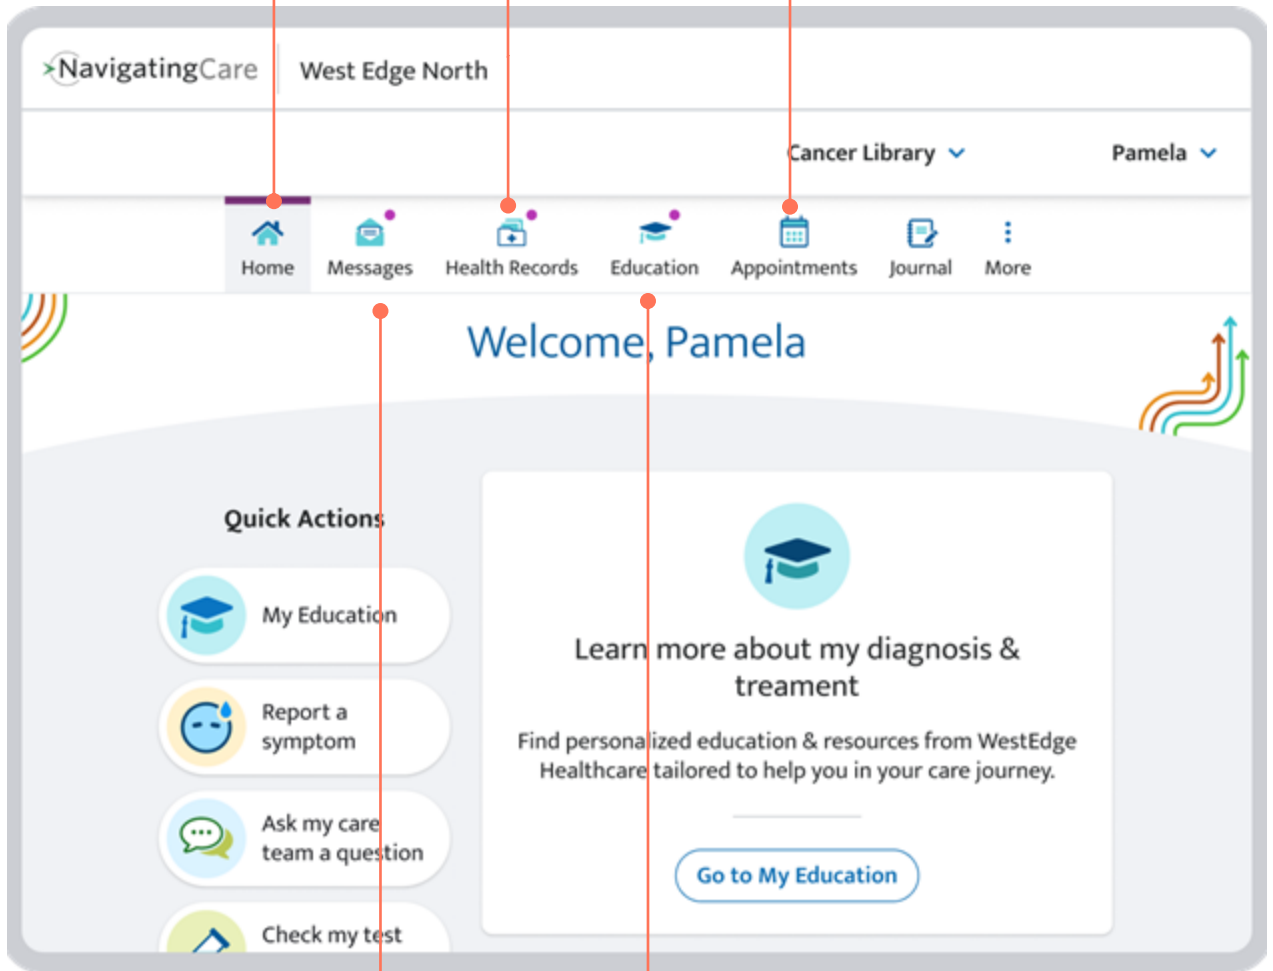 NavigatingCare West Edge North
Cancer Library Pamela
Home Messages Health Records Education Appointments Journal More
Welcome, Pamela
Quick Actions
My Education
Report a
symptom
Ask my care
team a question
Check my test
Learn more about my diagnosis &
treament
Find personalized education & resources from WestEdge
Healthcare tailored to help you in your care journey.
Go to My Education